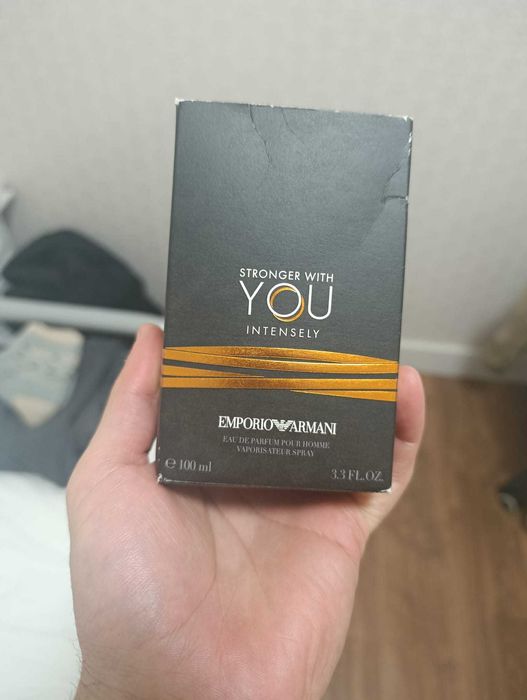 STRONGER WITH
YOU
INTENSELY
EMPORIO ARMANI
EAU DE PARFUM POUR HOMME
VAPORISATEUR SPRAY
℮ 100 ml 3.3 FL.OZ.